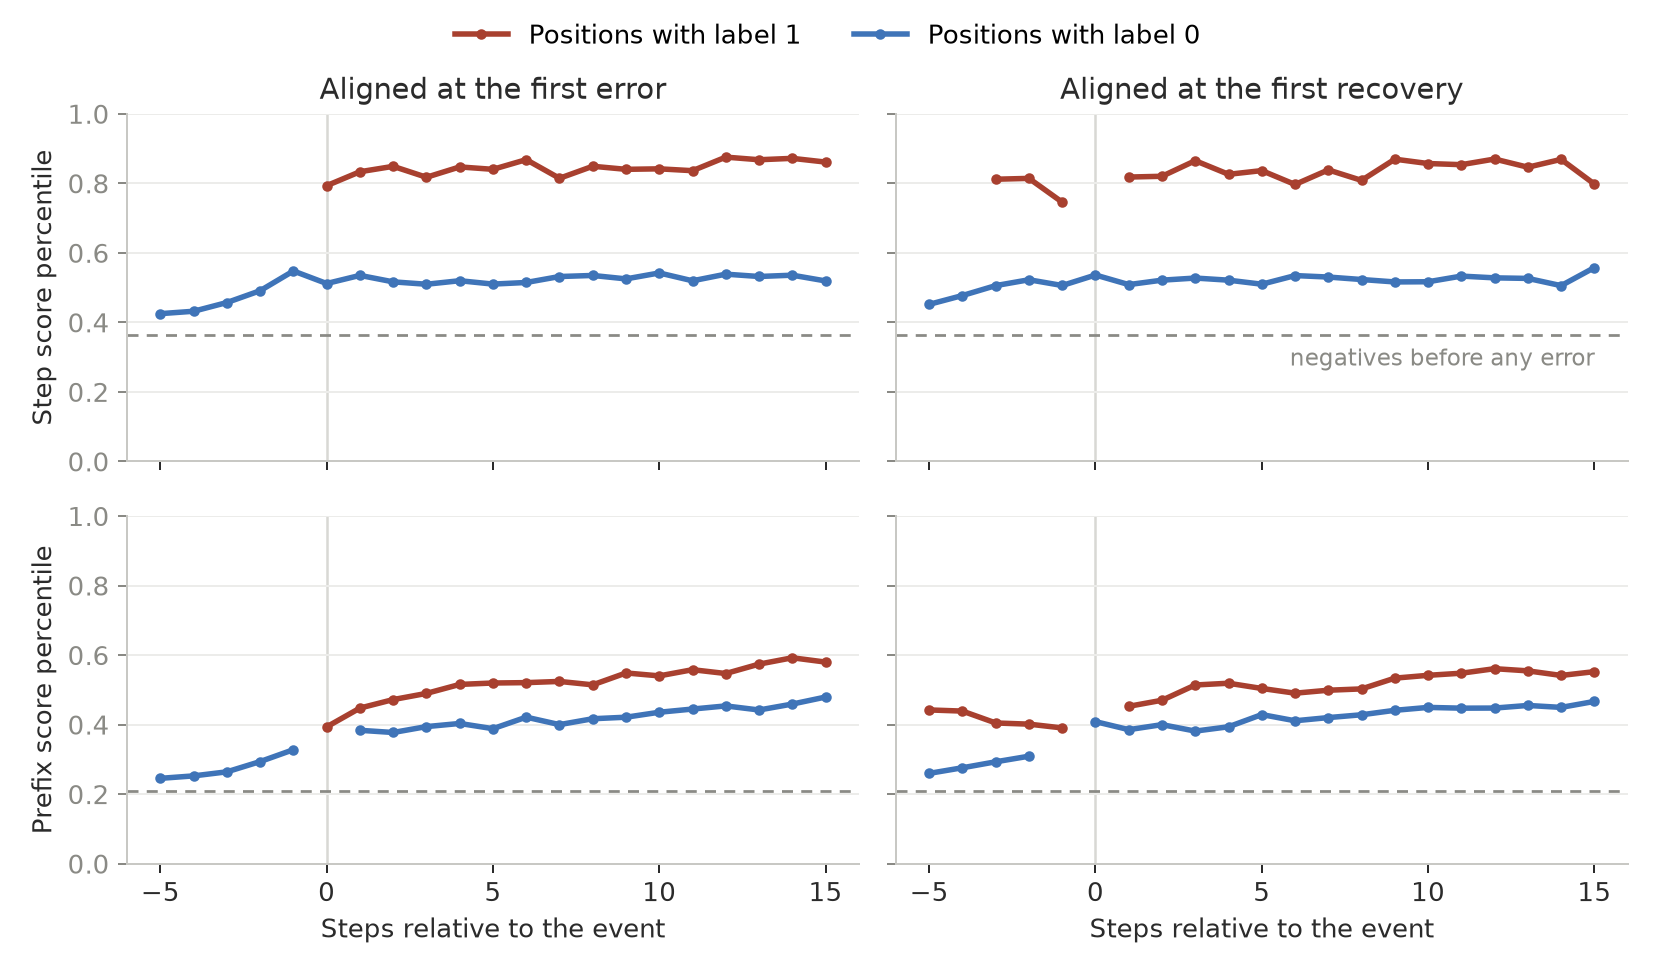 Positions with label 1 Positions with label 0
Aligned at the first error Aligned at the first recovery
Step score percentile
1.0
0.8
0.6
0.4
0.2
0.0
negatives before any error
Prefix score percentile
1.0
0.8
0.6
0.4
0.2
0.0
−5 0 5 10 15 −5 0 5 10 15
Steps relative to the event Steps relative to the event